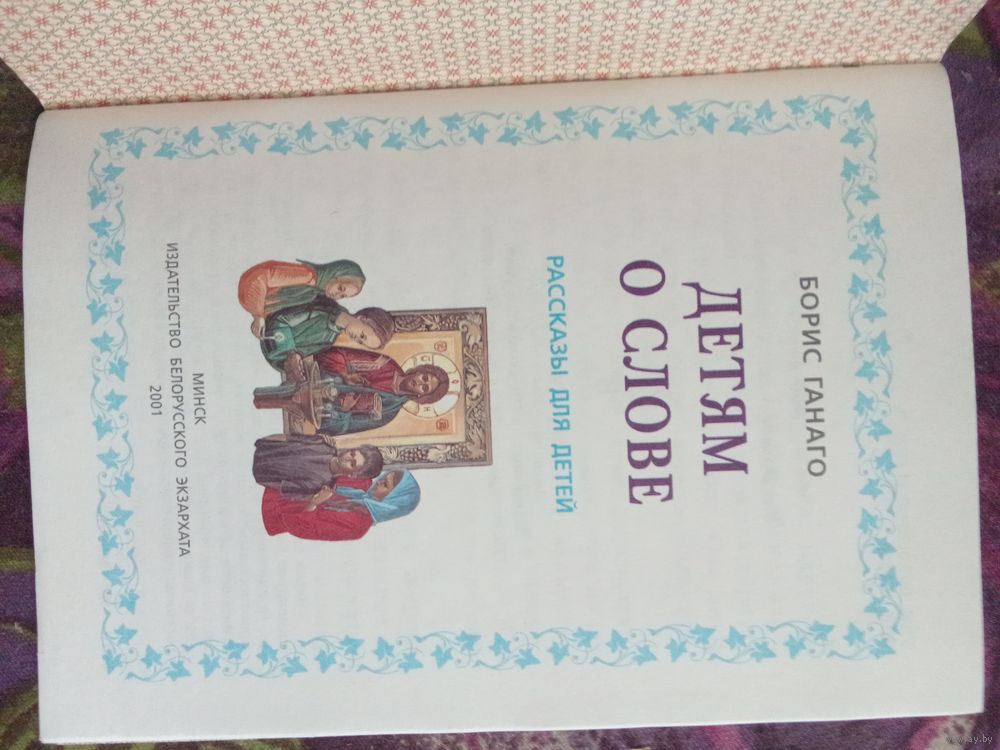 БОРИС ГАНАГО
ДЕТЯМ
О СЛОВЕ
РАССКАЗЫ ДЛЯ ДЕТЕЙ
МИНСК
ИЗДАТЕЛЬСТВО БЕЛОРУССКОГО ЭКЗАРХАТА
2001